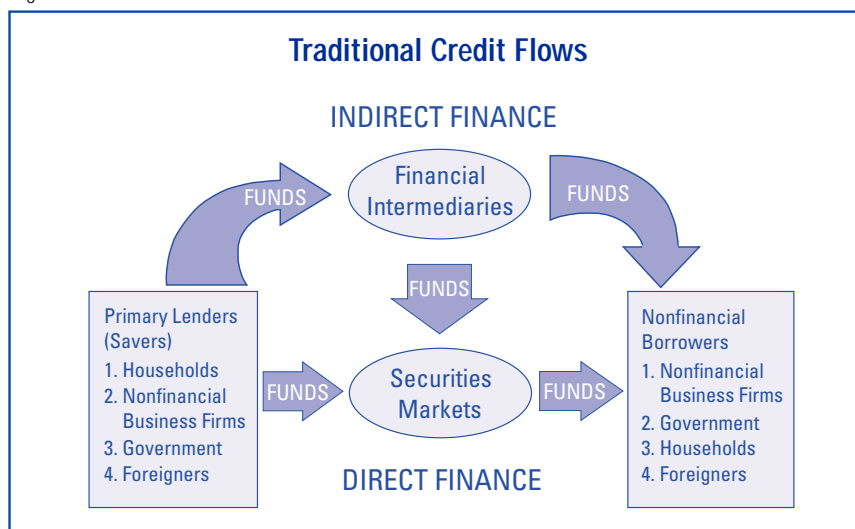 Traditional Credit Flows
INDIRECT FINANCE
Financial
Intermediaries
FUNDS
FUNDS
FUNDS
Primary Lenders
(Savers)
1. Households
2. Nonfinancial
Business Firms
3. Government
4. Foreigners
FUNDS
Securities
Markets
FUNDS
Nonfinancial
Borrowers
1. Nonfinancial
Business Firms
2. Government
3. Households
4. Foreigners
DIRECT FINANCE